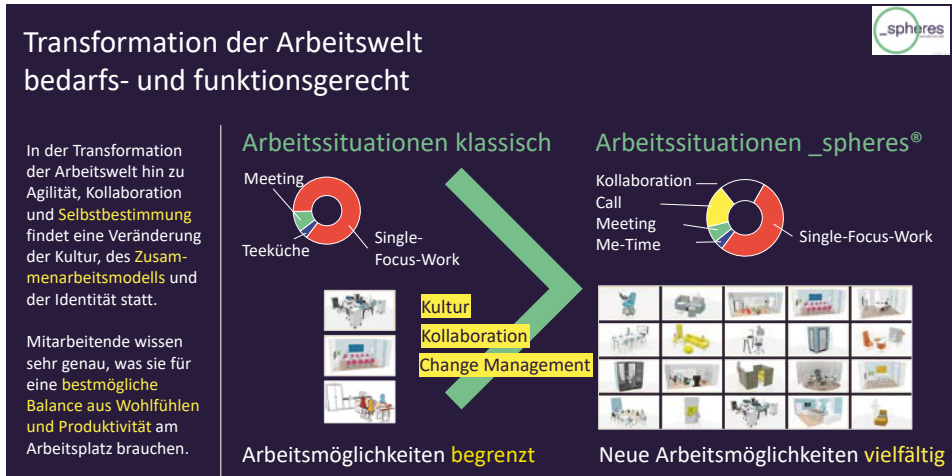 _spheres
Transformation der Arbeitswelt
bedarfs- und funktionsgerecht
In der Transformation
der Arbeitswelt hin zu
Agilität, Kollaboration
und Selbstbestimmung
findet eine Veränderung
der Kultur, des Zusam-
menarbeitsmodells und
der Identität statt.
Mitarbeitende wissen
sehr genau, was sie für
eine bestmögliche
Balance aus Wohlfühlen
und Produktivität am
Arbeitsplatz brauchen.
Arbeitssituationen klassisch
Meeting
Teeküche
Single-
Focus-Work
Kultur
Kollaboration
Change Management
Arbeitsmöglichkeiten begrenzt
Arbeitssituationen _spheres®
Kollaboration
Call
Meeting
Me-Time
Single-Focus-Work
Neue Arbeitsmöglichkeiten vielfältig